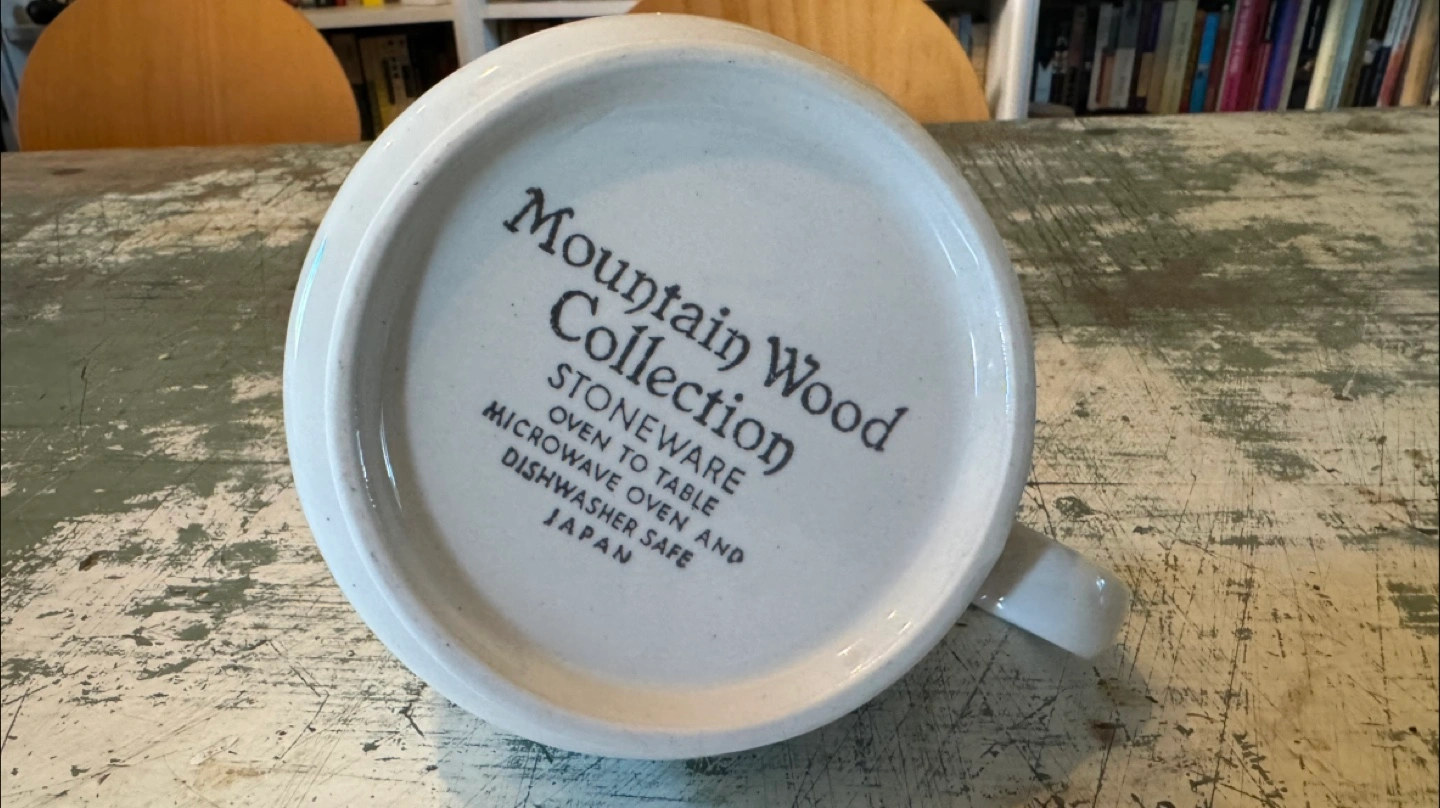 Mountain Wood
Collection
STONEWARE
OVEN TO TABLE
MICROWAVE OVEN AND
DISHWASHER SAFE
JAPAN